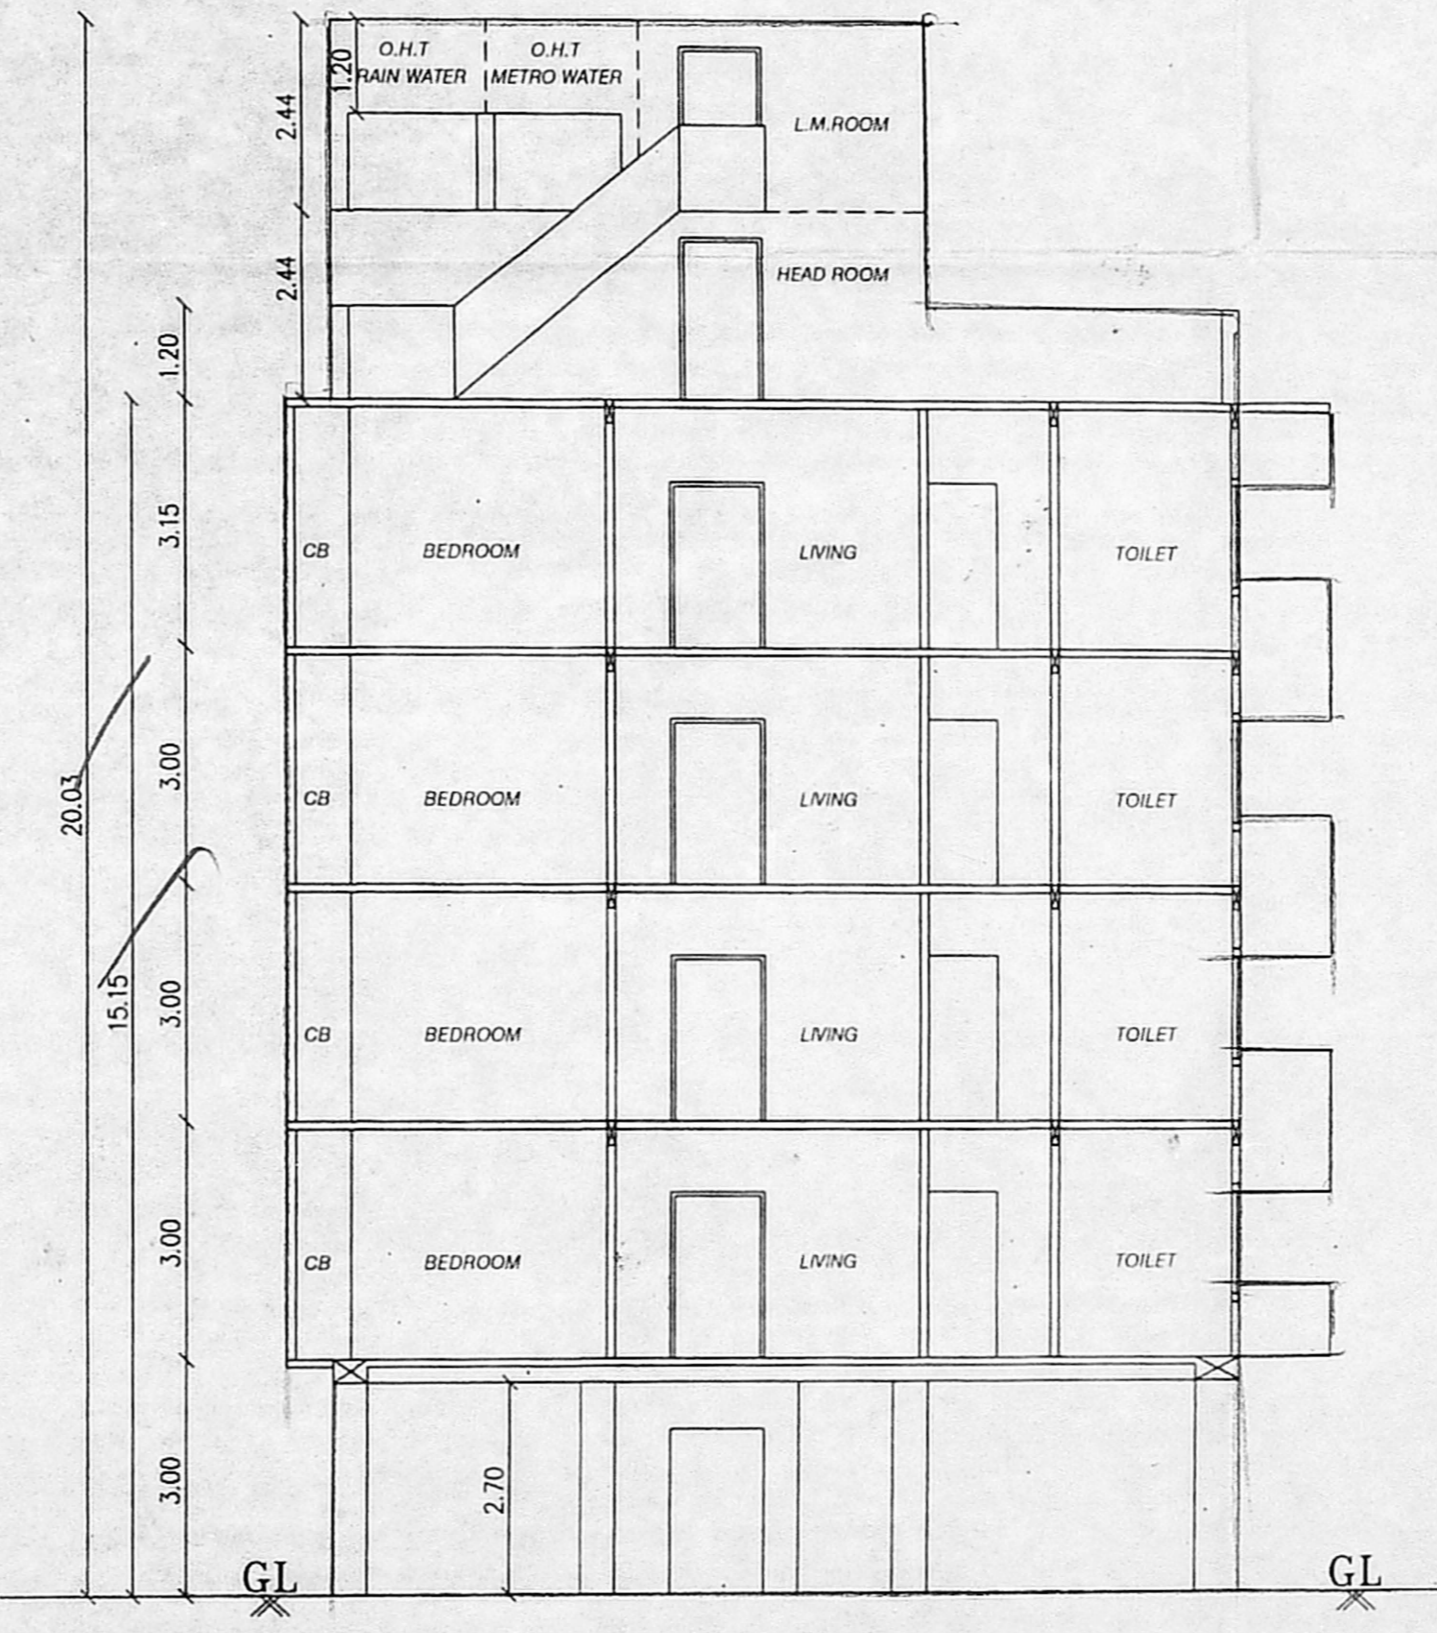 O.H.T
RAIN WATER
O.H.T
METRO WATER
1.20
L.M.ROOM
2.44
HEAD ROOM
2.44
1.20
3.15
CB
BEDROOM
LIVING
TOILET
3.00
20.03
CB
BEDROOM
LIVING
TOILET
3.00
15.15
CB
BEDROOM
LIVING
TOILET
3.00
CB
BEDROOM
LIVING
TOILET
3.00
2.70
GL
GL